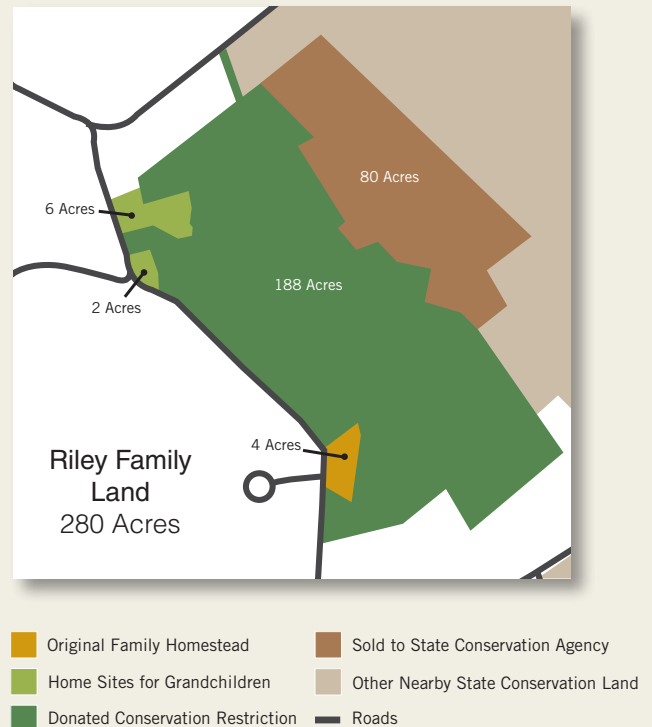 80 Acres
6 Acres
188 Acres
2 Acres
4 Acres
Riley Family
Land
280 Acres
Original Family Homestead
Sold to State Conservation Agency
Home Sites for Grandchildren
Other Nearby State Conservation Land
Donated Conservation Restriction
Roads